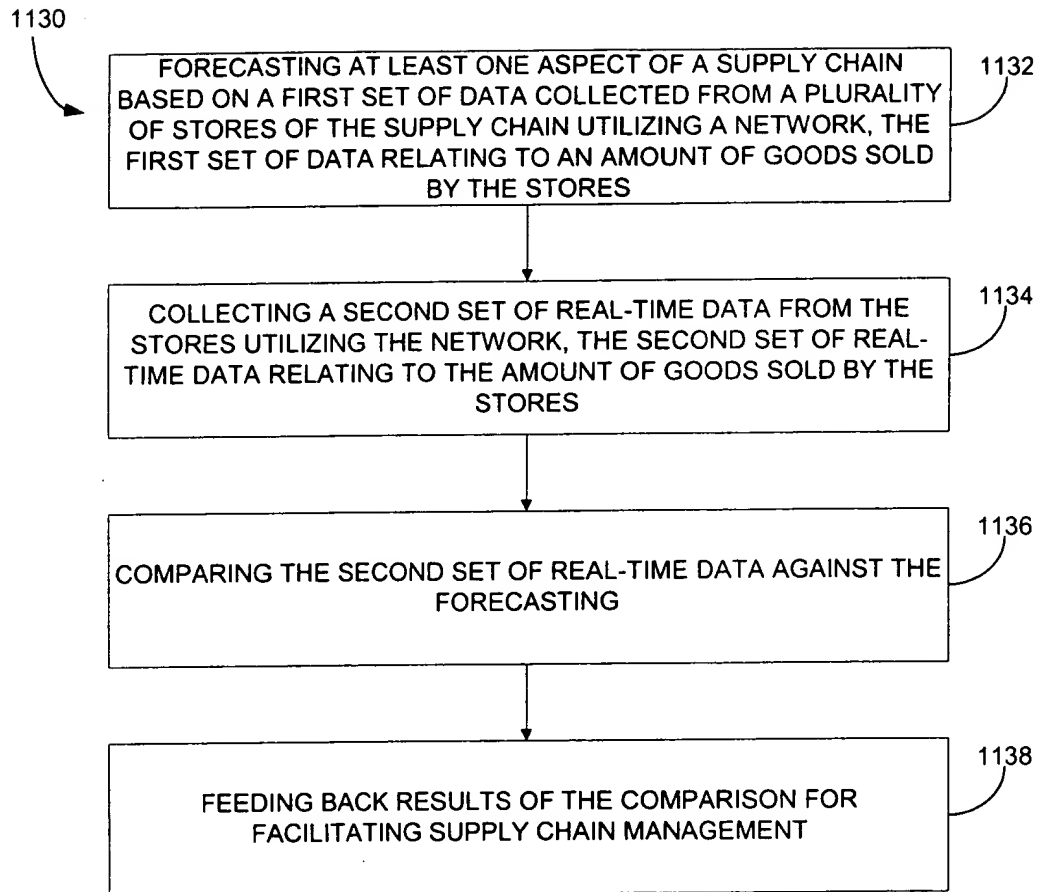 1130
FORECASTING AT LEAST ONE ASPECT OF A SUPPLY CHAIN
BASED ON A FIRST SET OF DATA COLLECTED FROM A PLURALITY
OF STORES OF THE SUPPLY CHAIN UTILIZING A NETWORK, THE
FIRST SET OF DATA RELATING TO AN AMOUNT OF GOODS SOLD
BY THE STORES
1132
COLLECTING A SECOND SET OF REAL-TIME DATA FROM THE
STORES UTILIZING THE NETWORK, THE SECOND SET OF REAL-
TIME DATA RELATING TO THE AMOUNT OF GOODS SOLD BY THE
STORES
1134
COMPARING THE SECOND SET OF REAL-TIME DATA AGAINST THE
FORECASTING
1136
FEEDING BACK RESULTS OF THE COMPARISON FOR
FACILITATING SUPPLY CHAIN MANAGEMENT
1138